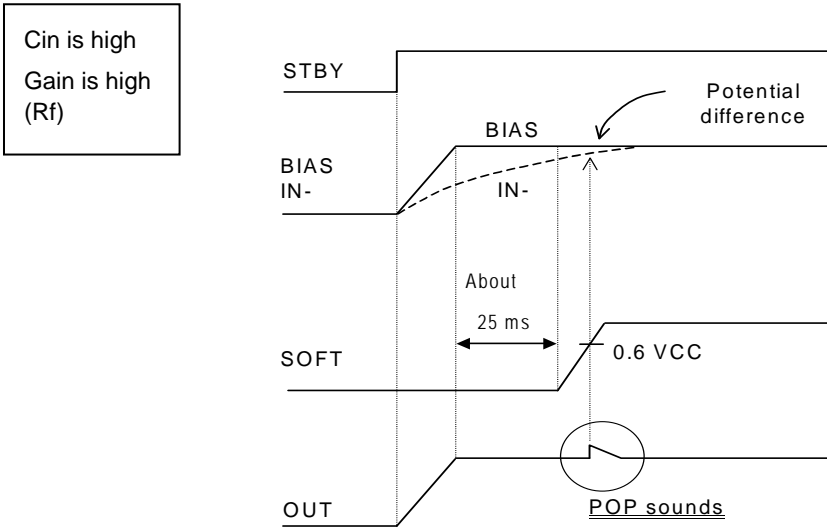 Cin is high
Gain is high
(Rf)
STBY
Potential
difference
BIAS
BIAS
IN-
IN-
About
25 ms
SOFT
0.6 VCC
OUT
POP sounds